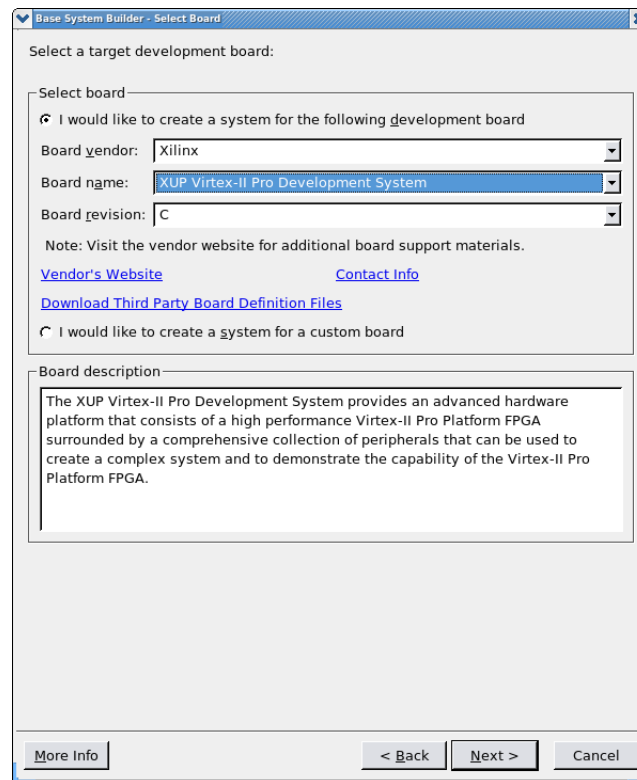 Base System Builder - Select Board
Select a target development board:
Select board
I would like to create a system for the following development board
Board vendor: Xilinx
Board name: XUP Virtex-II Pro Development System
Board revision: C
Note: Visit the vendor website for additional board support materials.
Vendor's Website Contact Info
Download Third Party Board Definition Files
I would like to create a system for a custom board
Board description
The XUP Virtex-II Pro Development System provides an advanced hardware
platform that consists of a high performance Virtex-II Pro Platform FPGA
surrounded by a comprehensive collection of peripherals that can be used to
create a complex system and to demonstrate the capability of the Virtex-II Pro
Platform FPGA.
More Info < Back Next > Cancel